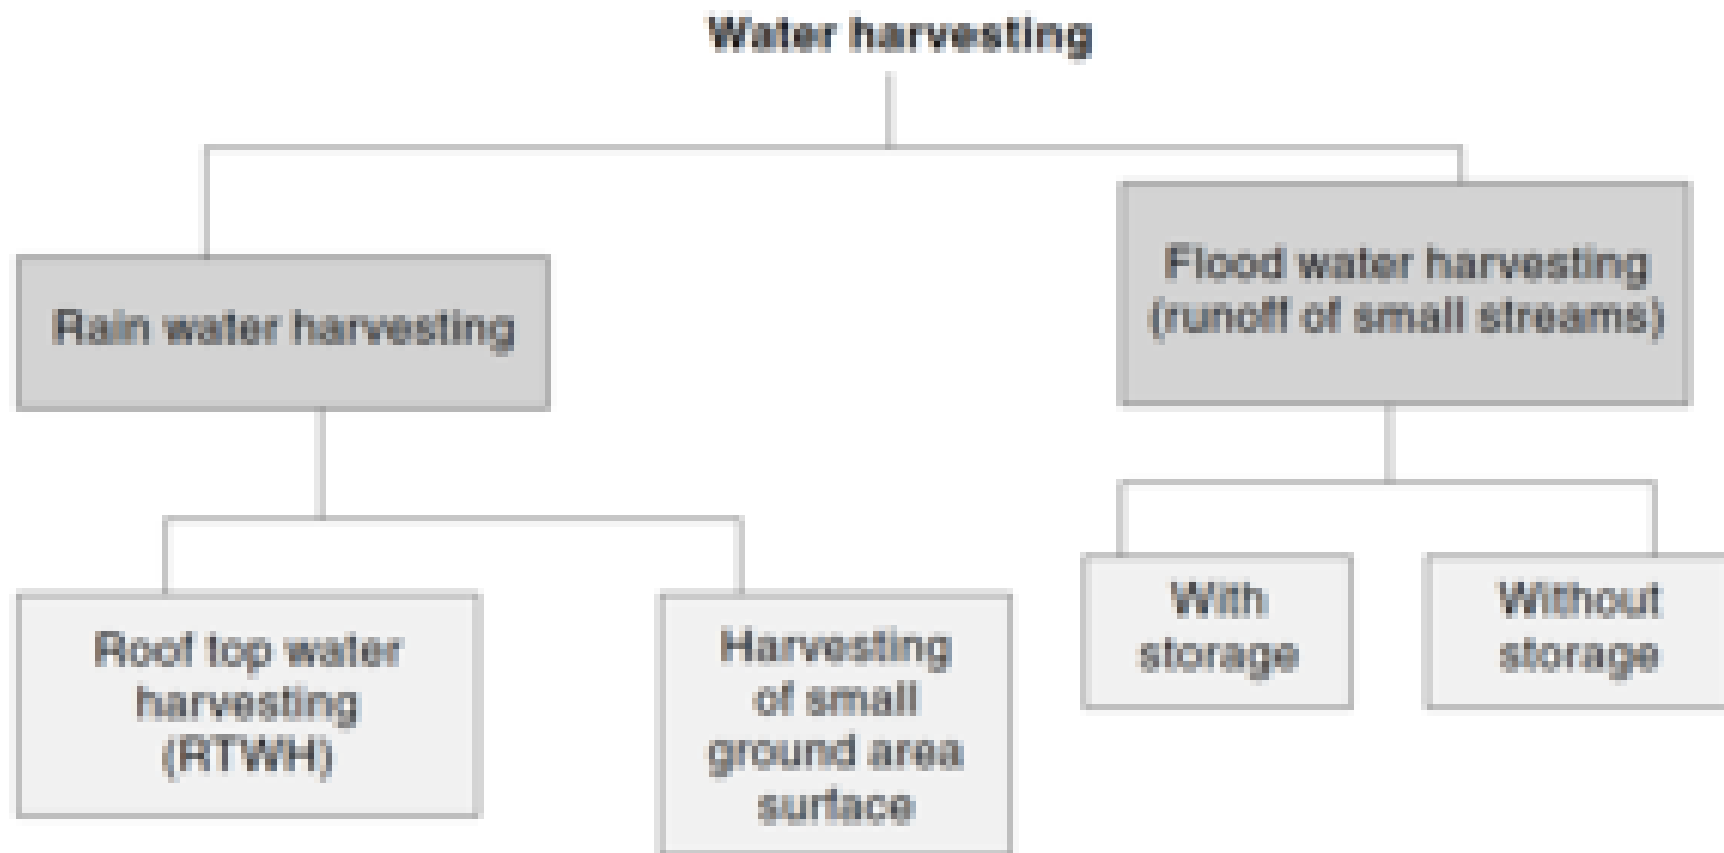 Water harvesting
Rain water harvesting
Flood water harvesting
(runoff of small streams)
Roof top water
harvesting
(RTWH)
Harvesting
of small
ground area
surface
With
storage
Without
storage